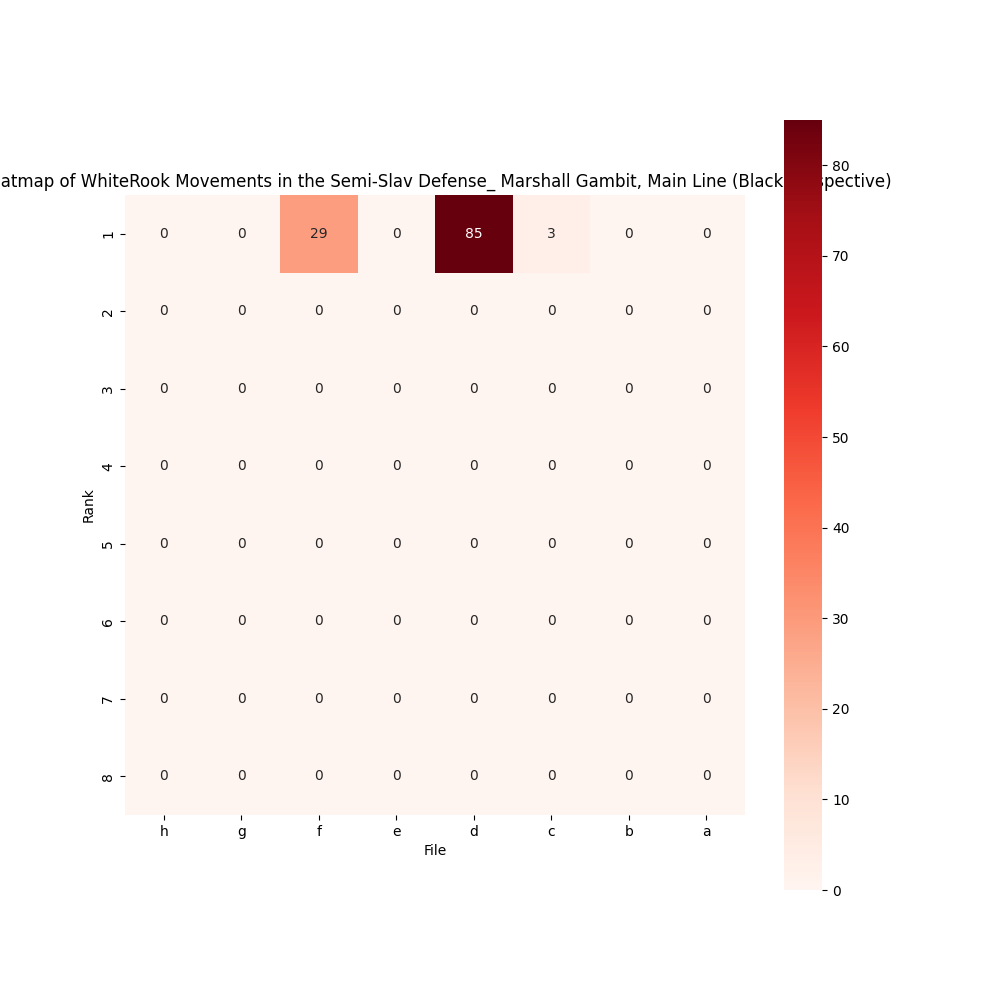 atmap of WhiteRook Movements in the Semi-Slav Defense_ Marshall Gambit, Main Line (Black spective)
80
1 0 0 29 0 85 3 0 0
70
2 0 0 0 0 0 0 0 0
60
3 0 0 0 0 0 0 0 0
50
4 0 0 0 0 0 0 0 0
Rank
40
5 0 0 0 0 0 0 0 0
6 0 0 0 0 0 0 0 0
30
7 0 0 0 0 0 0 0 0
20
8 0 0 0 0 0 0 0 0
10
h g f e d c b a
File
0